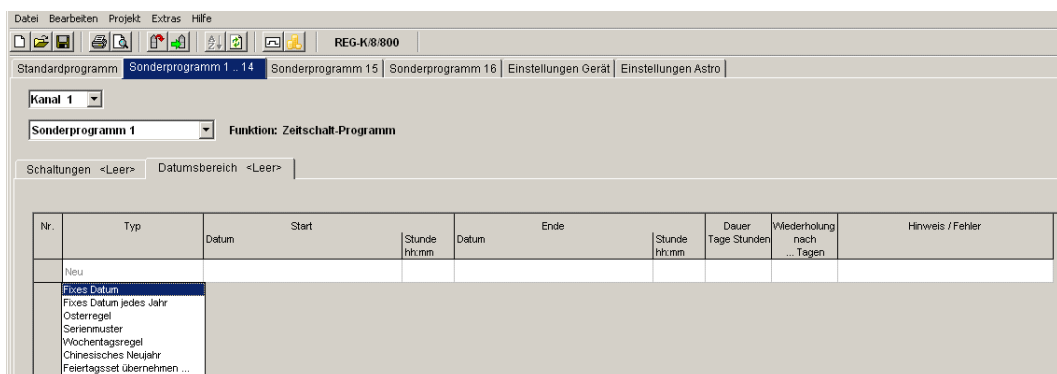 Datei Bearbeiten Projekt Extras Hilfe
REG-K/8/800
Standardprogramm Sonderprogramm 1 .. 14 Sonderprogramm 15 Sonderprogramm 16 Einstellungen Gerät Einstellungen Astro
Kanal 1
Sonderprogramm 1 Funktion: Zeitschalt-Programm
Schaltungen <Leer> Datumsbereich <Leer>
Nr. Typ Start Ende Dauer Wiederholung Hinweis / Fehler
Datum Stunde Datum Stunde Tage Stunden nach
hh:mm hh:mm ... Tagen
Neu
Fixes Datum
Fixes Datum jedes Jahr
Osterregel
Serienmuster
Wochentagsregel
Chinesisches Neujahr
Feiertagsset übernehmen ...